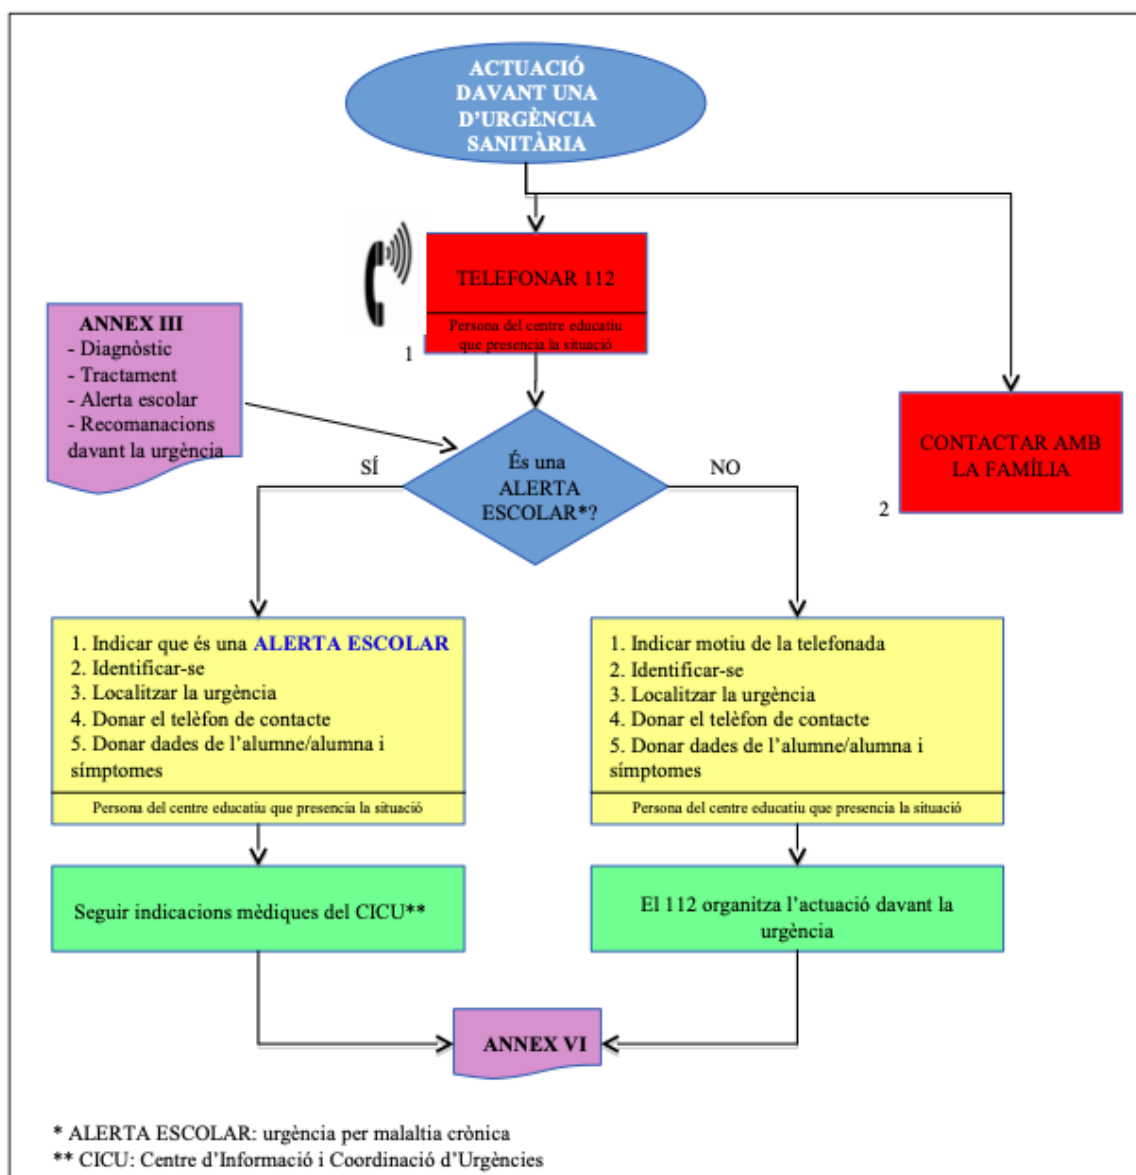 ACTUACIÓ
DAVANT UNA
D'URGÈNCIA
SANITÀRIA
TELEFONAR 112
Persona del centre educatiu
que presencia la situació
1
ANNEX III
- Diagnòstic
- Tractament
- Alerta escolar
- Recomanacions
davant la urgència
CONTACTAR AMB
LA FAMÍLIA
2
És una
ALERTA
ESCOLAR*?
SÍ
NO
1. Indicar que és una ALERTA ESCOLAR
2. Identificar-se
3. Localitzar la urgència
4. Donar el telèfon de contacte
5. Donar dades de l'alumne/alumna i
símptomes
Persona del centre educatiu que presencia la situació
1. Indicar motiu de la telefonada
2. Identificar-se
3. Localitzar la urgència
4. Donar el telèfon de contacte
5. Donar dades de l'alumne/alumna i
símptomes
Persona del centre educatiu que presencia la situació
Seguir indicacions mèdiques del CICU**
El 112 organitza l'actuació davant la
urgència
ANNEX VI
* ALERTA ESCOLAR: urgència per malaltia crònica
** CICU: Centre d'Informació i Coordinació d'Urgències